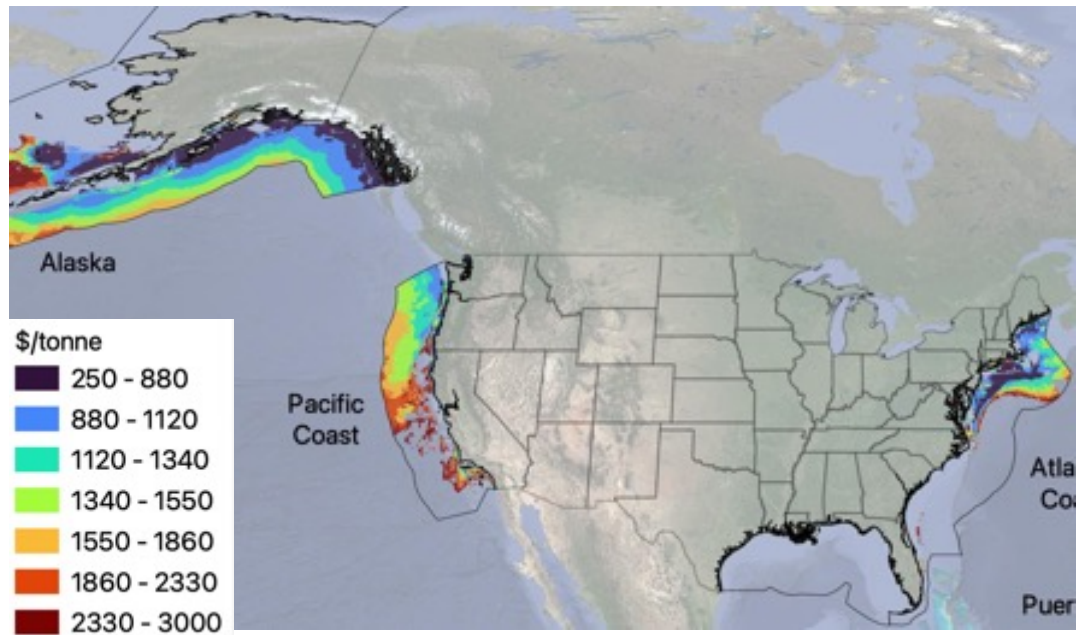 Alaska
$/tonne
250 - 880
880 - 1120
1120 - 1340
1340 - 1550
1550 - 1860
1860 - 2330
2330 - 3000
Pacific
Coast